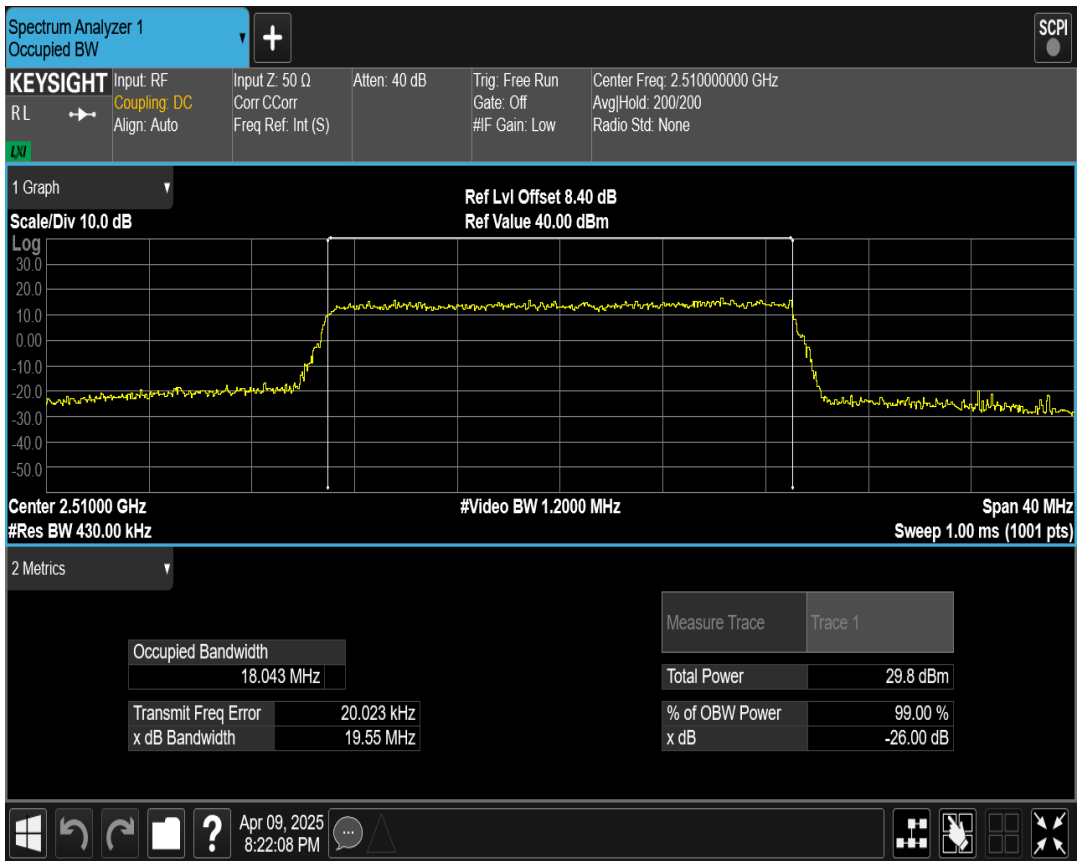 Spectrum Analyzer 1
Occupied BW
+
SCPI
KEYSIGHT
RL
LXI
Input: RF
Coupling: DC
Align: Auto
Input Z: 50 Ω
Corr CCorr
Freq Ref: Int (S)
Atten: 40 dB
Trig: Free Run
Gate: Off
#IF Gain: Low
Center Freq: 2.510000000 GHz
Avg|Hold: 200/200
Radio Std: None
1 Graph
Scale/Div 10.0 dB
Ref Lvl Offset 8.40 dB
Ref Value 40.00 dBm
Log
30.0
20.0
10.0
0.00
-10.0
-20.0
-30.0
-40.0
-50.0
Center 2.51000 GHz
#Video BW 1.2000 MHz
Span 40 MHz
#Res BW 430.00 kHz
Sweep 1.00 ms (1001 pts)
2 Metrics
Measure Trace Trace 1
Occupied Bandwidth
18.043 MHz
Total Power 29.8 dBm
Transmit Freq Error 20.023 kHz
% of OBW Power 99.00 %
x dB Bandwidth 19.55 MHz
x dB -26.00 dB
?
Apr 09, 2025
8:22:08 PM